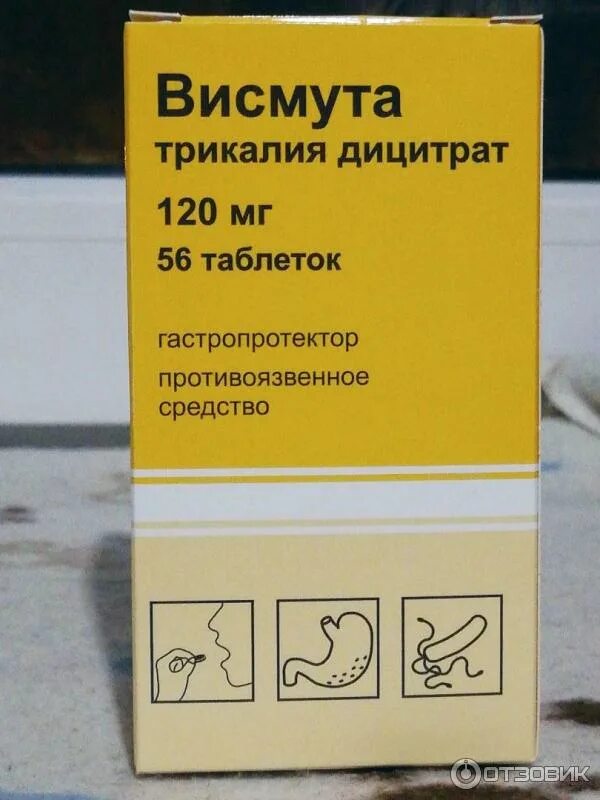 Висмута
трикалия дицитрат
120 мг
56 таблеток
гастропротектор
противоязвенное
средство
ОТЗОВИК